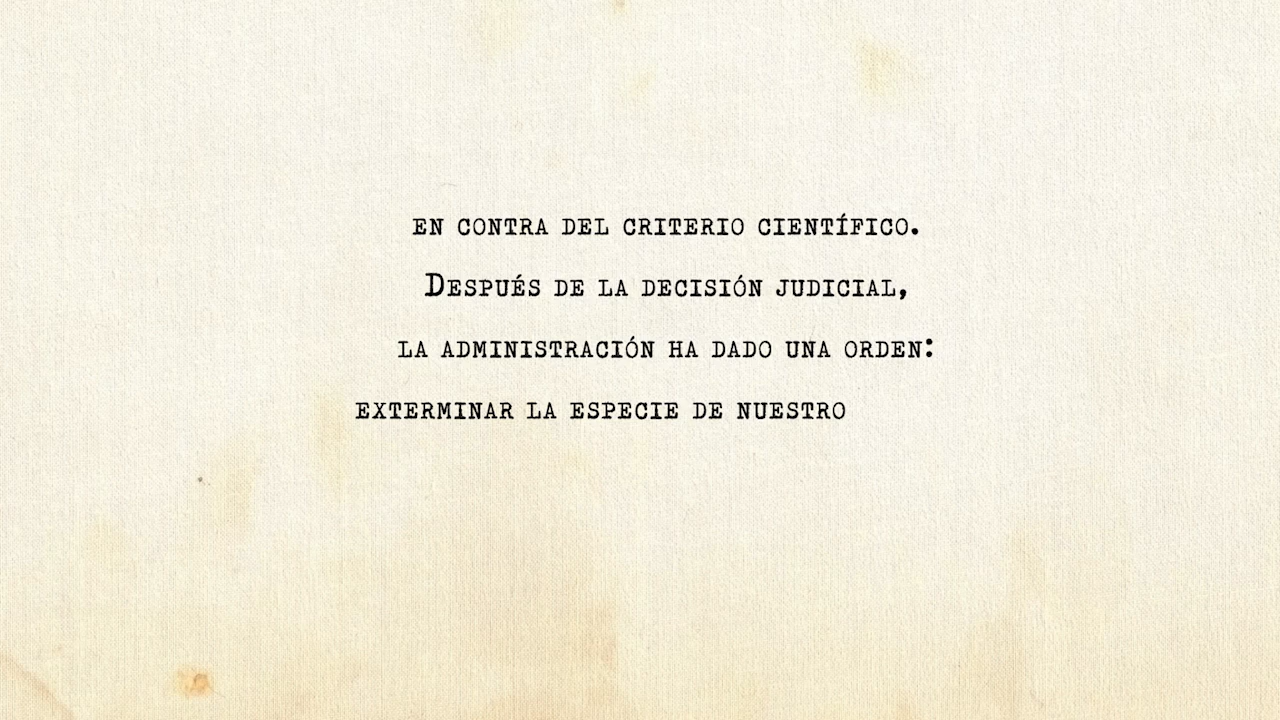 en contra del criterio científico.
Después de la decisión judicial,
la administración ha dado una orden:
exterminar la especie de nuestro